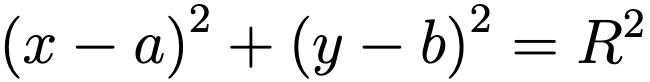 (x − a)² + (y − b)² = R²